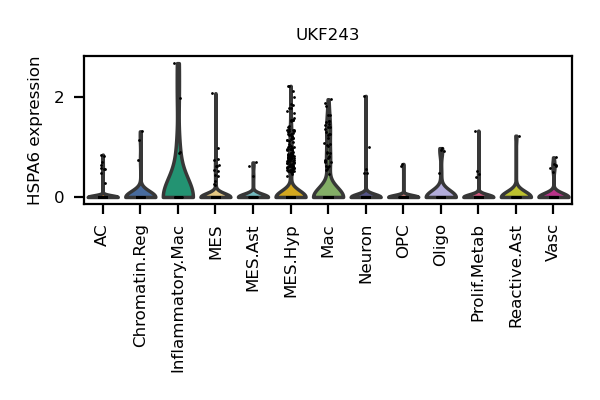 UKF243
HSPA6 expression
2
0
AC
Chromatin.Reg
Inflammatory.Mac
MES
MES.Ast
MES.Hyp
Mac
Neuron
OPC
Oligo
Prolif.Metab
Reactive.Ast
Vasc